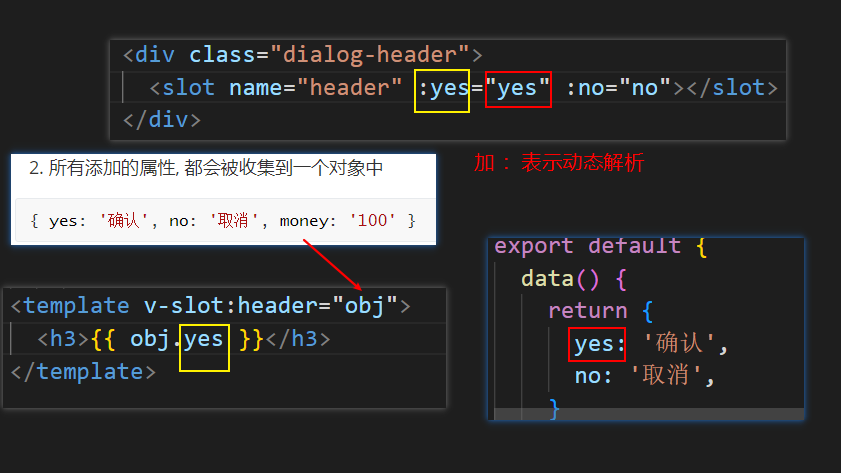 <div class="dialog-header">
<slot name="header" :yes="yes" :no="no"></slot>
</div>
2. 所有添加的属性, 都会被收集到一个对象中
{ yes: '确认', no: '取消', money: '100' }
加 : 表示动态解析
<template v-slot:header="obj">
<h3>{{ obj.yes }}</h3>
</template>
export default {
data() {
return {
yes: '确认',
no: '取消',
}